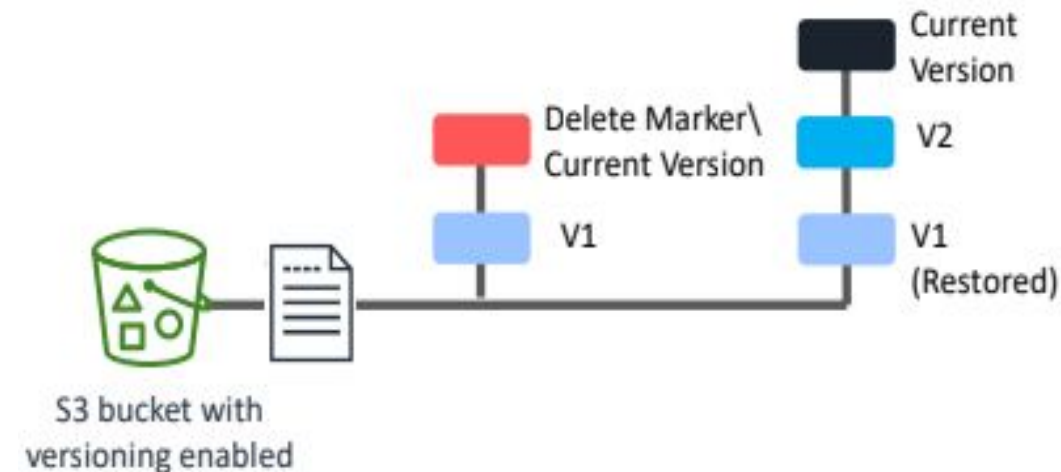 Current
Version
Delete Marker\
Current Version
V2
V1
V1
(Restored)
S3 bucket with
versioning enabled